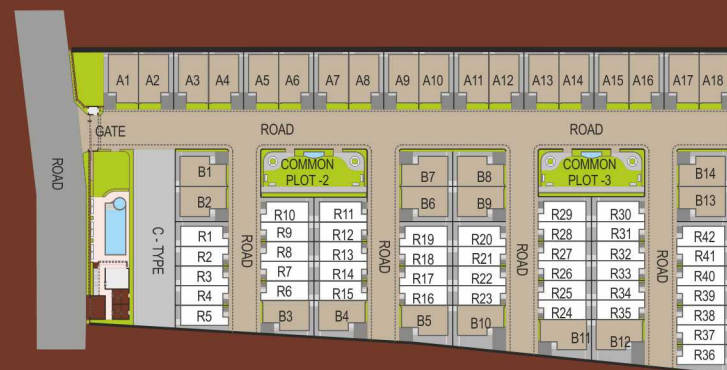 A1 A2 A3 A4 A5 A6 A7 A8 A9 A10 A11 A12 A13 A14 A15 A16 A17 A18
GATE ROAD ROAD
ROAD
C - TYPE
B1
B2
R1
R2
R3
R4
R5
ROAD
COMMON
PLOT -2
R10 R11
R9 R12
R8 R13
R7 R14
R6 R15
B3 B4
ROAD
B7 B8
B6 B9
R19 R20
R18 R21
R17 R22
R16 R23
B5 B10
ROAD
COMMON
PLOT -3
R29 R30
R28 R31
R27 R32
R26 R33
R25 R34
R24 R35
B11 B12
ROAD
B14
B13
R42
R41
R40
R39
R38
R37
R36